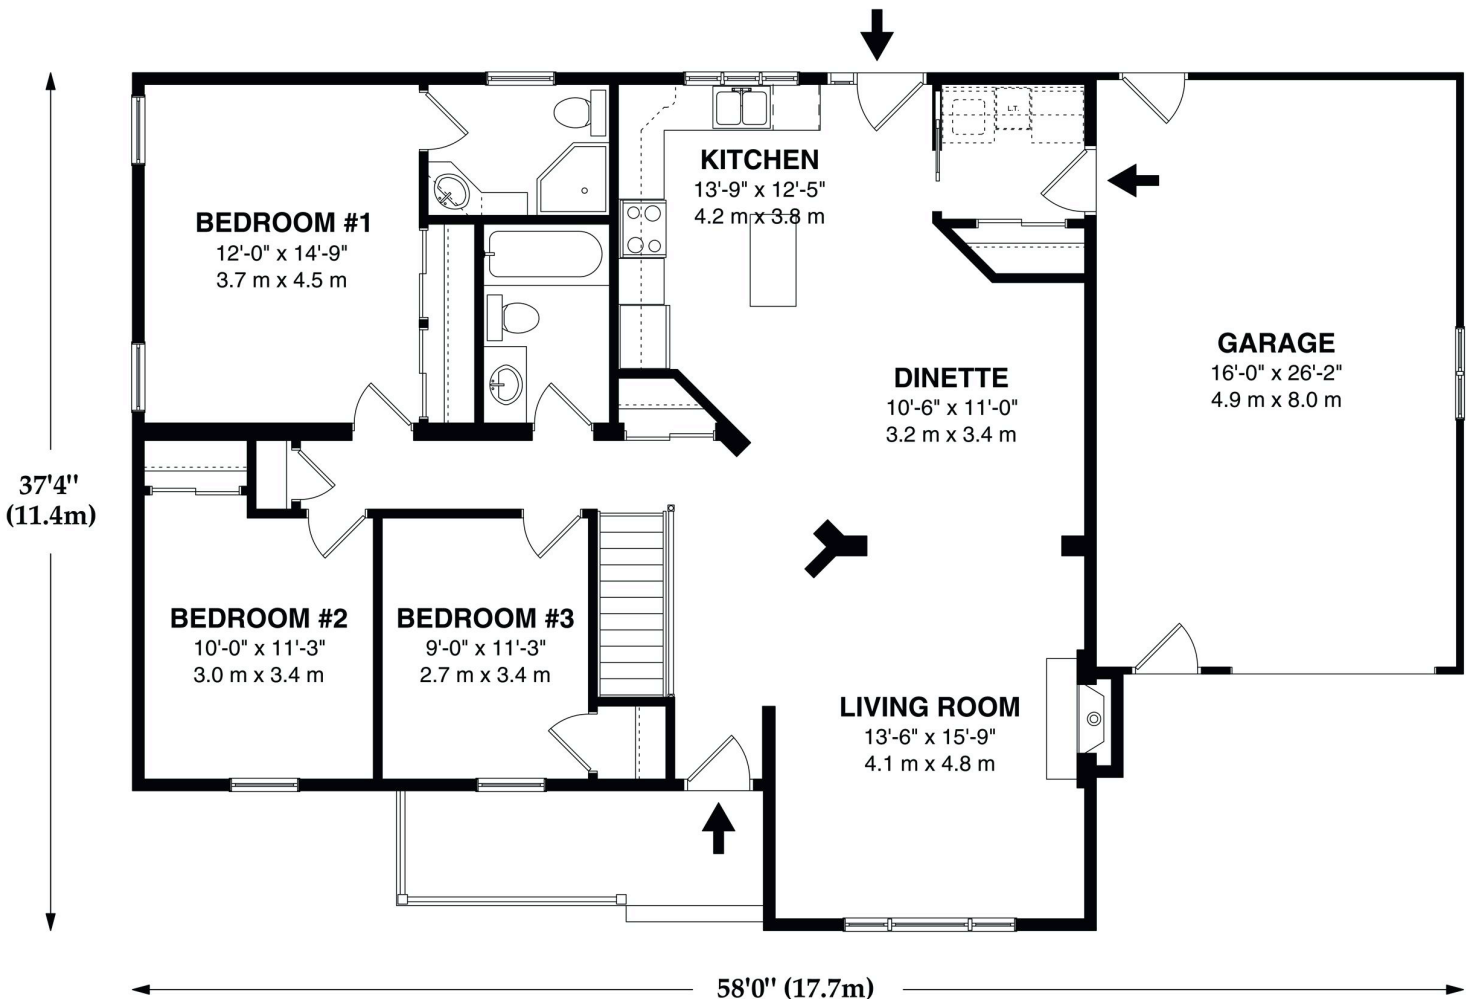 BEDROOM #1
12'-0" x 14'-9"
3.7 m x 4.5 m
KITCHEN
13'-9" x 12'-5"
4.2 m x 3.8 m
L.T.
DINETTE
10'-6" x 11'-0"
3.2 m x 3.4 m
GARAGE
16'-0" x 26'-2"
4.9 m x 8.0 m
37'4"
(11.4m)
BEDROOM #2
10'-0" x 11'-3"
3.0 m x 3.4 m
BEDROOM #3
9'-0" x 11'-3"
2.7 m x 3.4 m
LIVING ROOM
13'-6" x 15'-9"
4.1 m x 4.8 m
58'0" (17.7m)